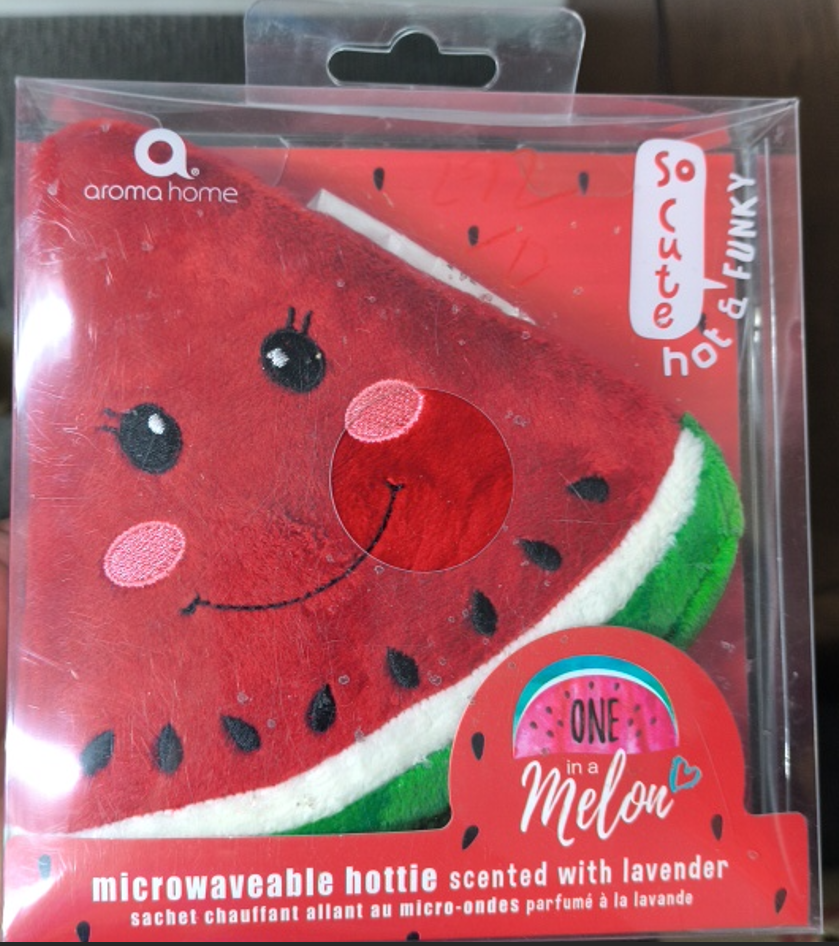 aroma home
So
Cute
hot & FUNKY
ONE
in a
Melon
microwaveable hottie scented with lavender
sachet chauffant allant au micro-ondes parfumé à la lavande